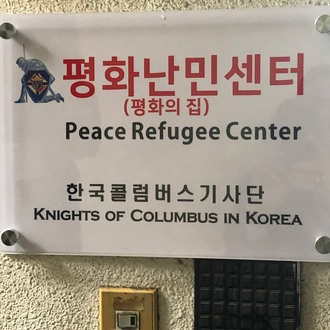 평화난민센터
(평화의 집)
Peace Refugee Center
한국콜럼버스기사단
KNIGHTS OF COLUMBUS IN KOREA